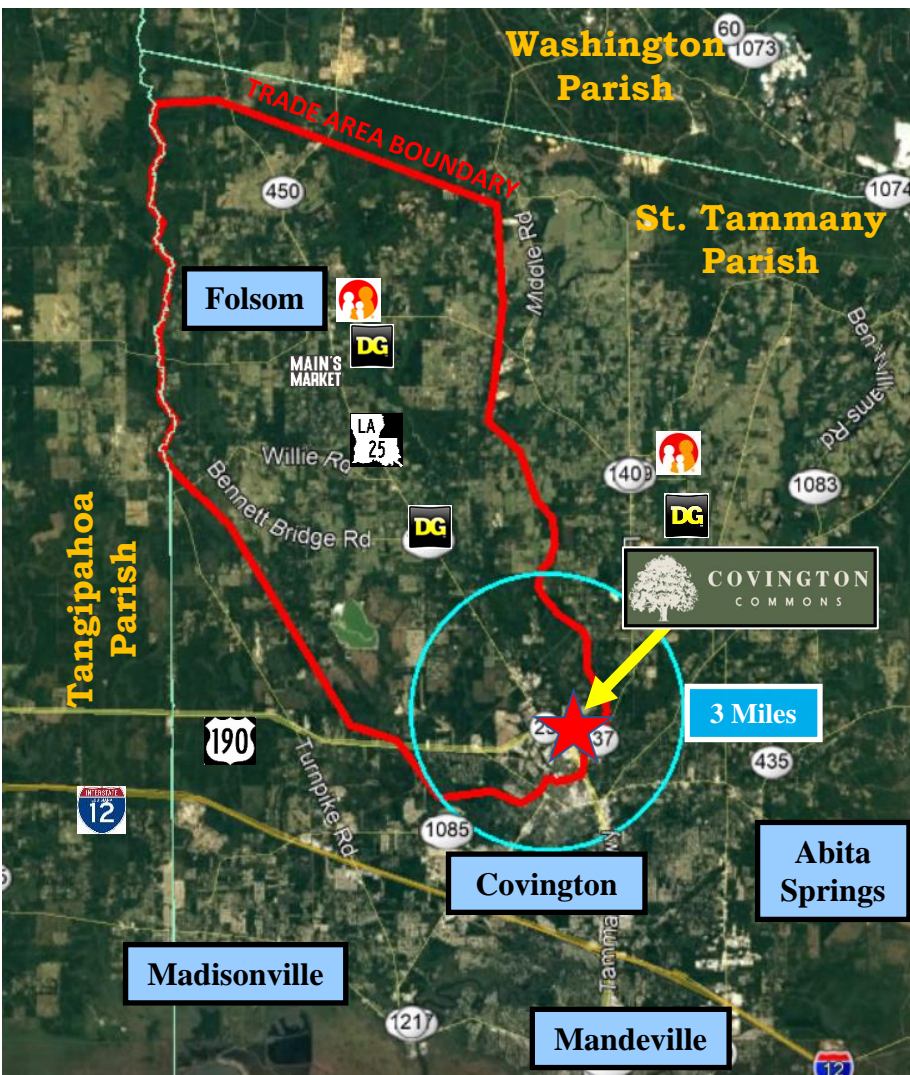 60
1073
Washington
Parish
TRADE AREA BOUNDARY
450
1074
St. Tammany
Parish
Middle Rd
Folsom
DG
MAIN'S
MARKET
Ben Williams
Rd
LA
25
Willie Rd
1083
DG
Bennett Bridge Rd
DG
Tangipahoa
Parish
COVINGTON
COMMONS
3 Miles
190
37
435
Turnpike Rd
INTERSTATE
12
1085
Covington
Abita
Springs
Madisonville
1217
Mandeville
12